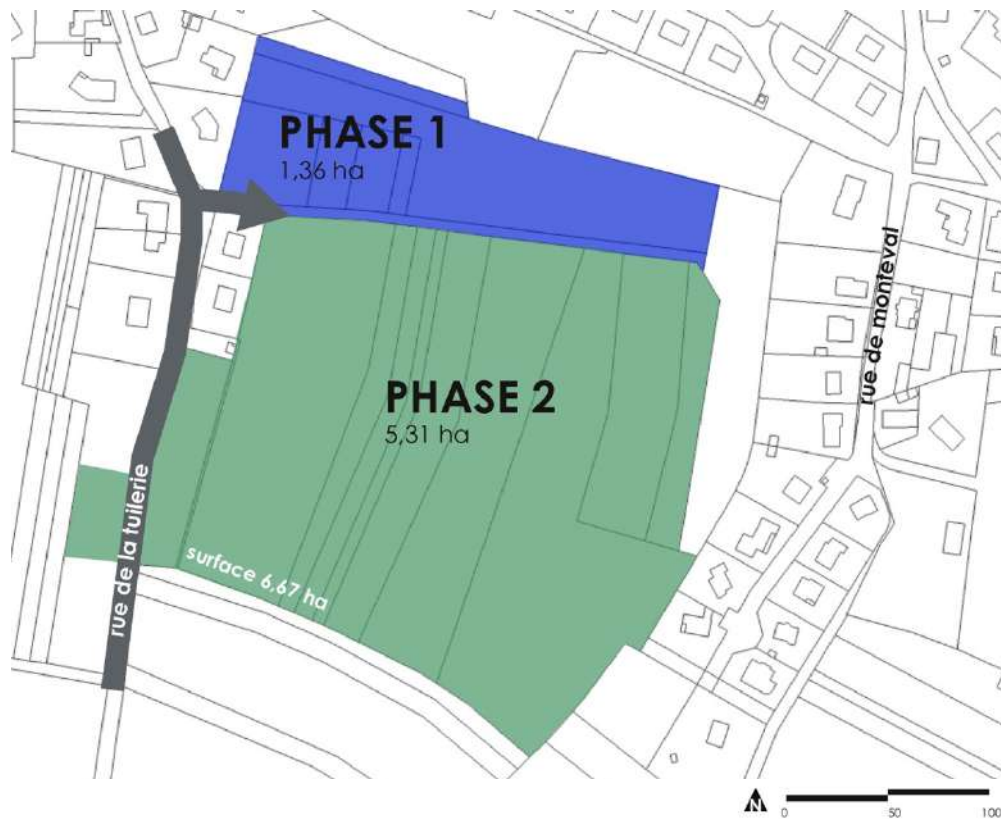 PHASE 1
1,36 ha
rue de monteval
PHASE 2
5,31 ha
rue de la tuilerie
surface 6,67 ha
N
0 50 100